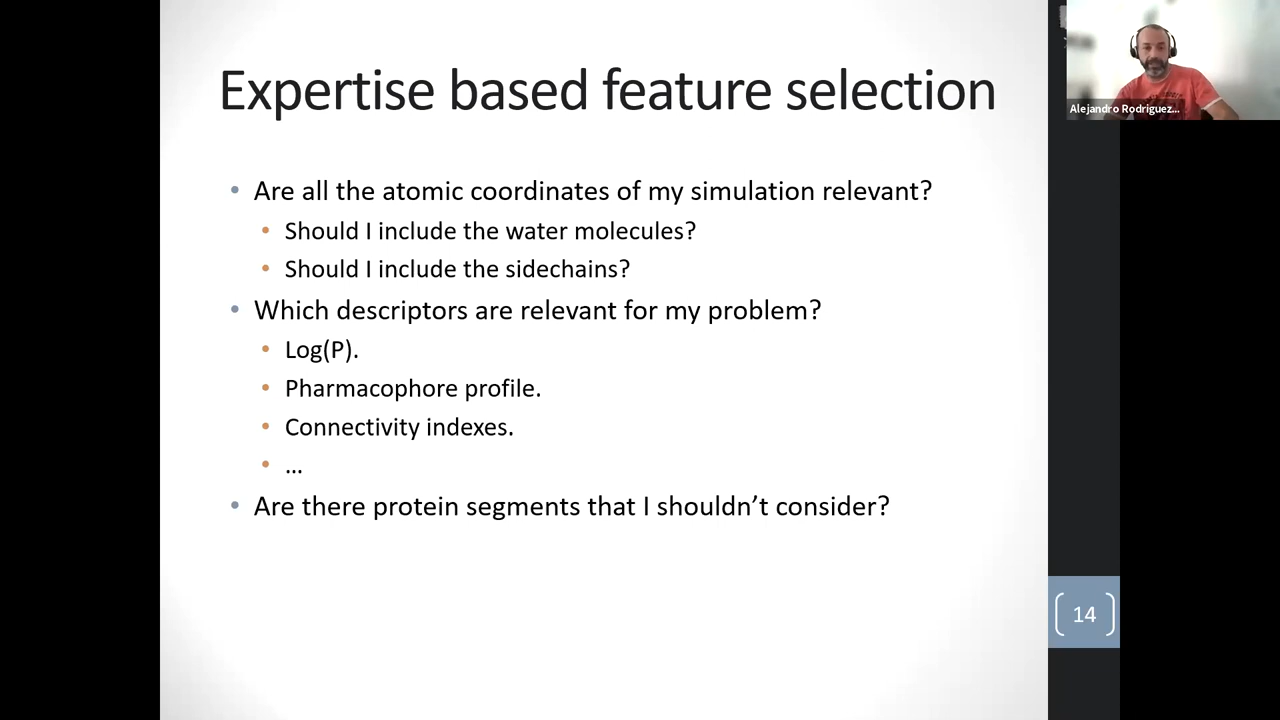 Expertise based feature selection
Alejandro Rodriguez...
• Are all the atomic coordinates of my simulation relevant?
• Should I include the water molecules?
• Should I include the sidechains?
• Which descriptors are relevant for my problem?
• Log(P).
• Pharmacophore profile.
• Connectivity indexes.
• ...
• Are there protein segments that I shouldn't consider?
14